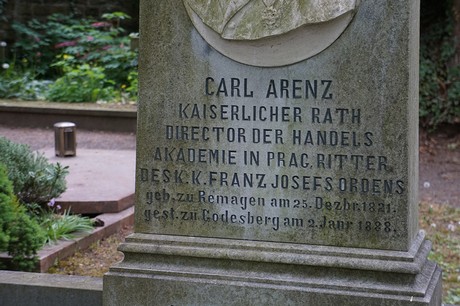 CARL ARENZ
KAISERLICHER RATH
DIRECTOR DER HANDELS
AKADEMIE IN PRAG, RITTER
DES K. K. FRANZ JOSEFS ORDENS
geb. zu Remagen am 25. Dezbr. 1821.
gest. zu Godesberg am 2. Janr. 1888.